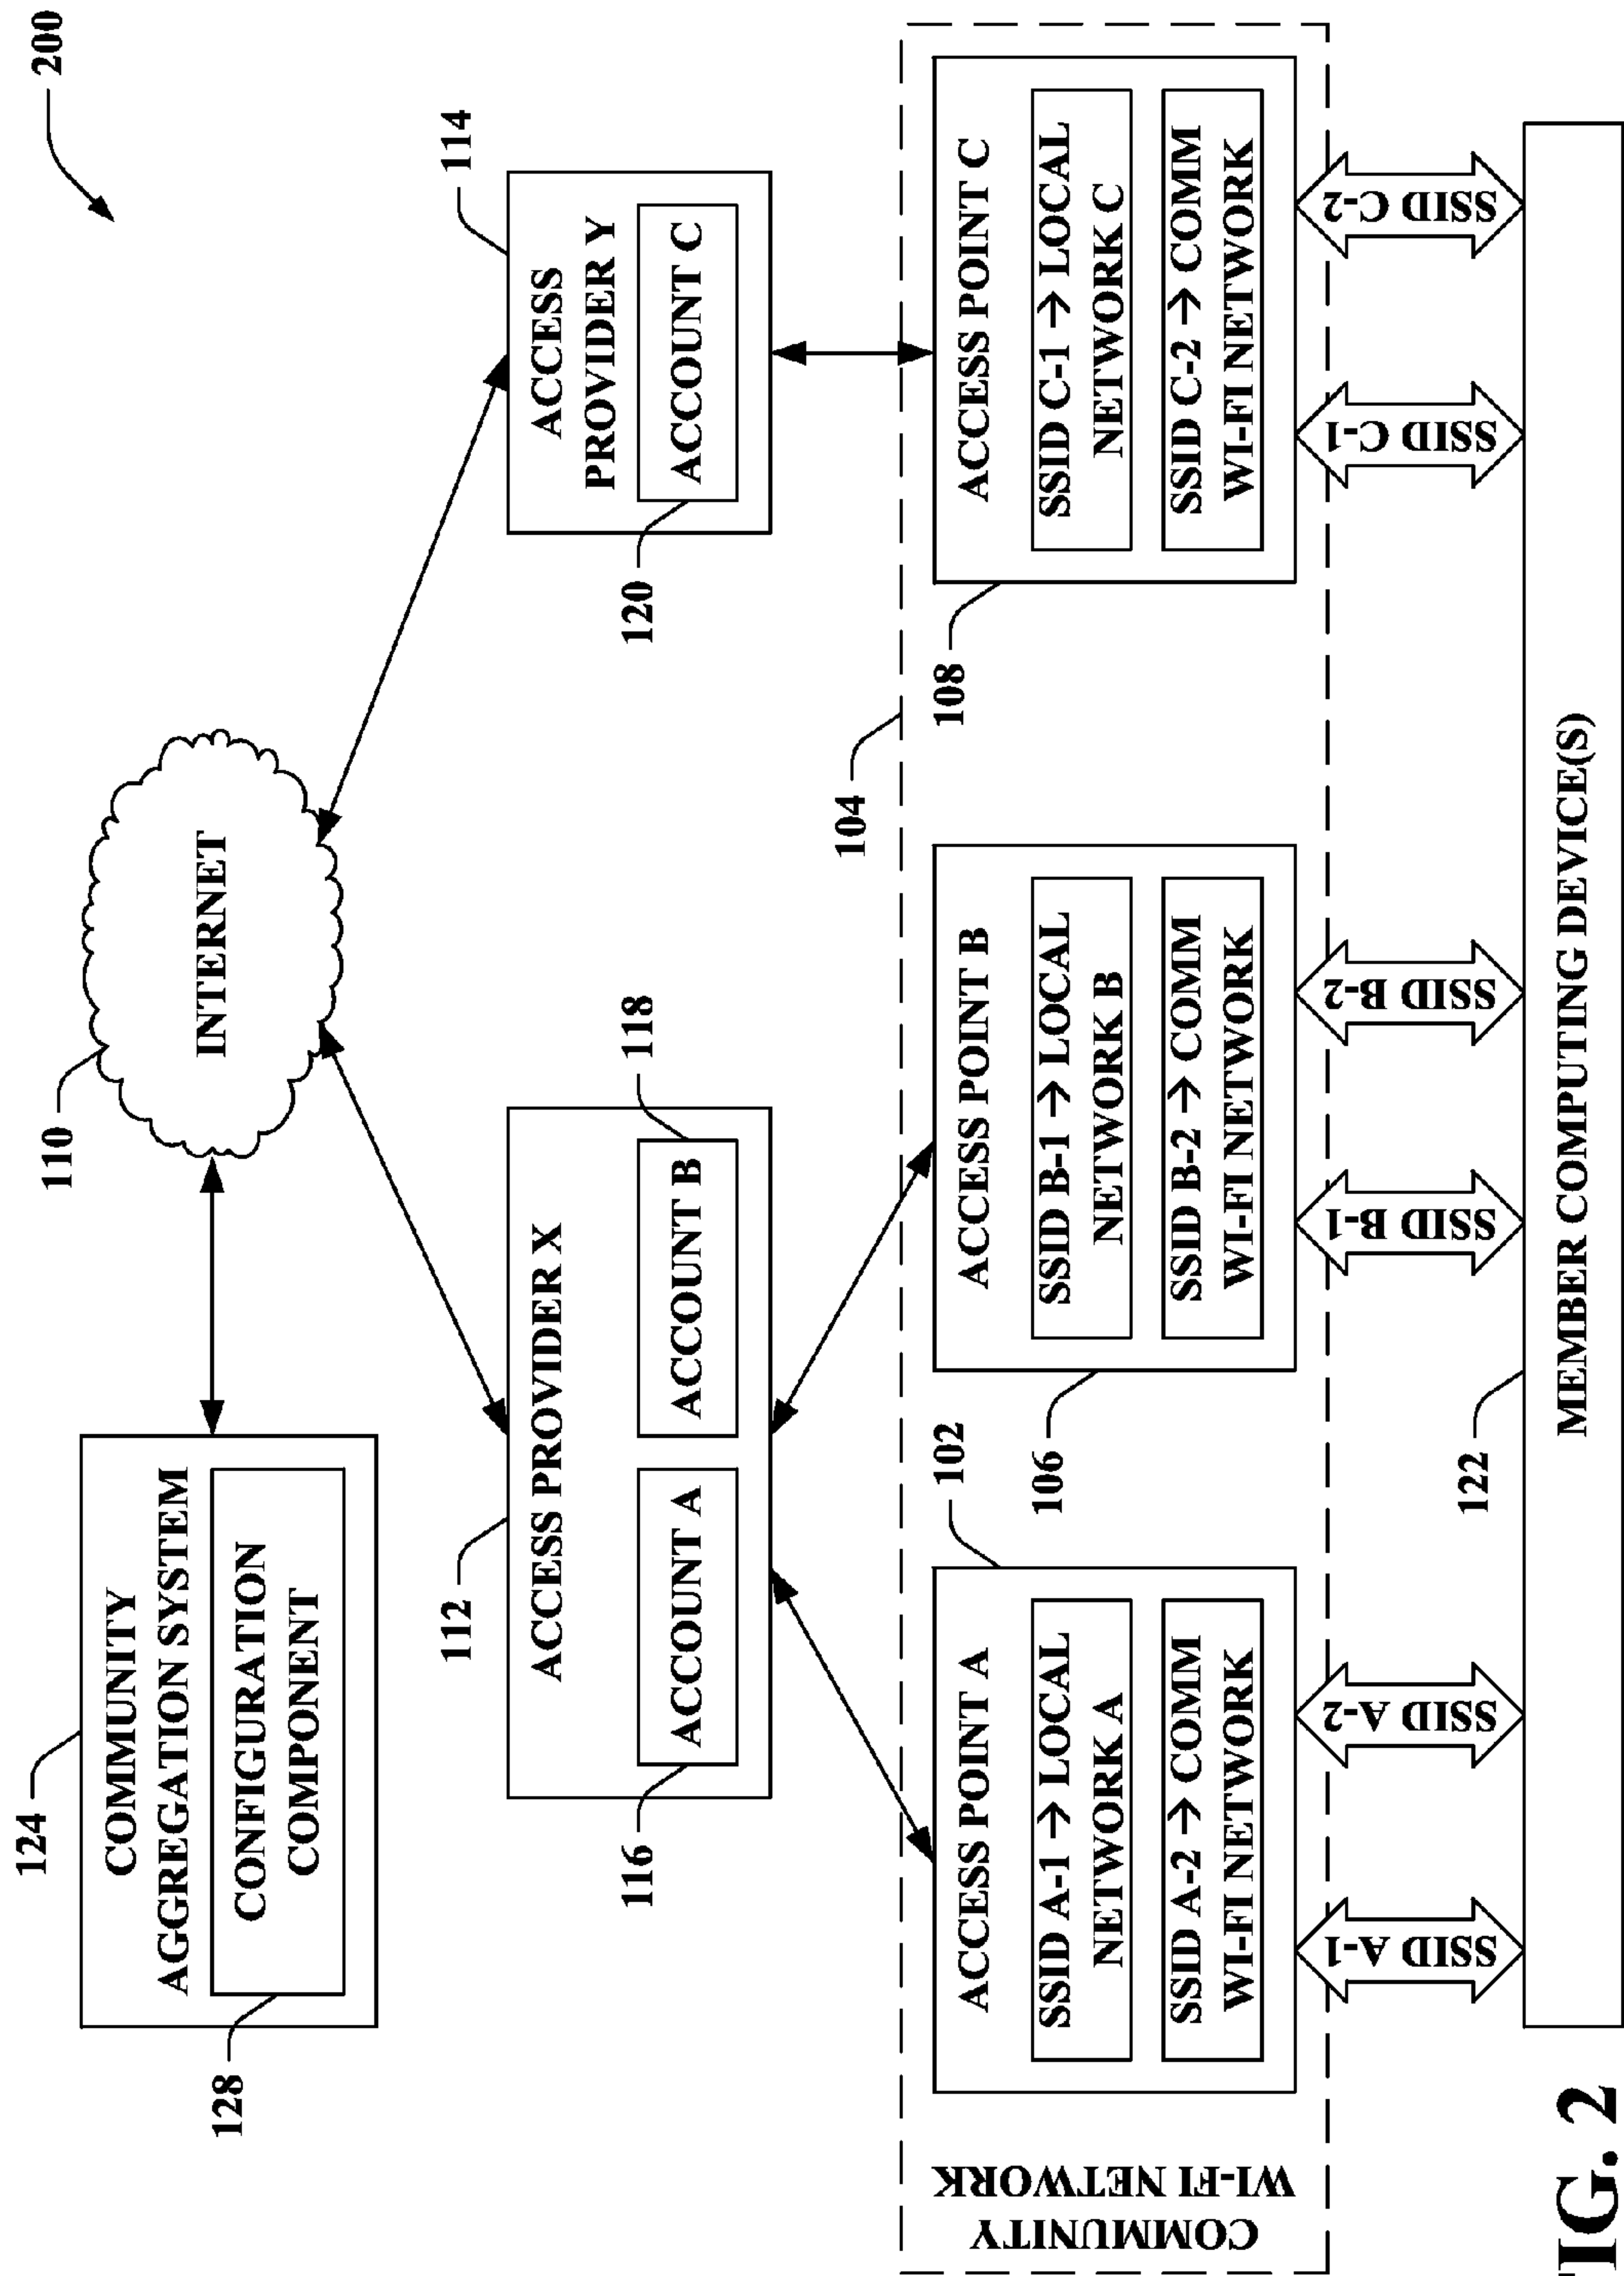 200
124
COMMUNITY
AGGREGATION SYSTEM
CONFIGURATION
COMPONENT
128
110
INTERNET
112
ACCESS PROVIDER X
ACCOUNT A
116
ACCOUNT B
118
114
ACCESS
PROVIDER Y
ACCOUNT C
120
104
COMMUNITY
WI-FI NETWORK
102
ACCESS POINT A
SSID A-1 → LOCAL
NETWORK A
SSID A-2 → COMM
WI-FI NETWORK
106
ACCESS POINT B
SSID B-1 → LOCAL
NETWORK B
SSID B-2 → COMM
WI-FI NETWORK
108
ACCESS POINT C
SSID C-1 → LOCAL
NETWORK C
SSID C-2 → COMM
WI-FI NETWORK
SSID A-1
SSID A-2
SSID B-1
SSID B-2
SSID C-1
SSID C-2
122
MEMBER COMPUTING DEVICE(S)
IG. 2